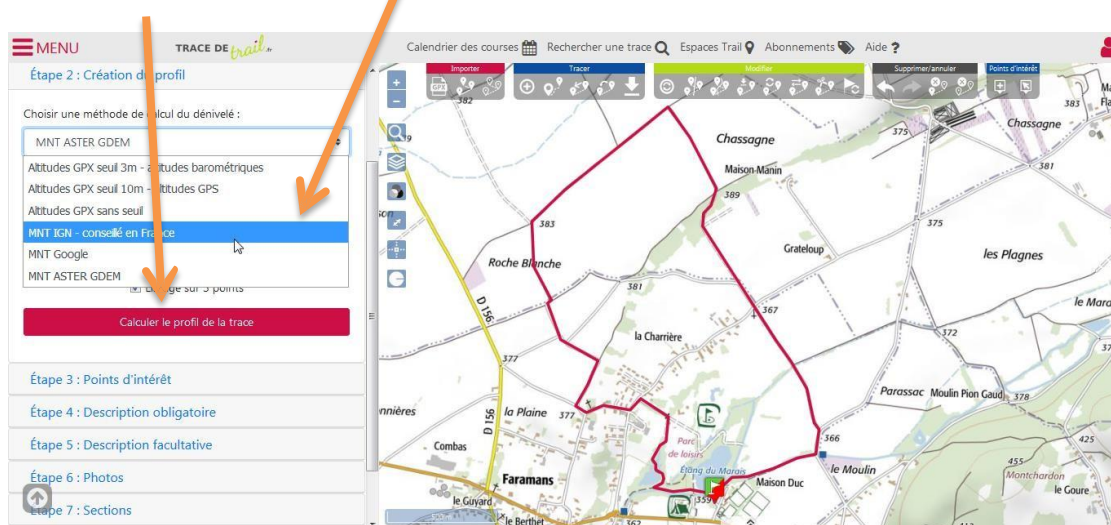 MENU
TRACE DE trail.fr
Calendrier des courses
Rechercher une trace
Espaces Trail
Abonnements
Aide ?
Étape 2 : Création du profil
Choisir une méthode de calcul du dénivelé :
MNT ASTER GDEM
Altitudes GPX seuil 3m - altitudes barométriques
Altitudes GPX seuil 10m - altitudes GPS
Altitudes GPX sans seuil
MNT IGN - conseillé en France
MNT Google
MNT ASTER GDEM
Lissage sur 5 points
Calculer le profil de la trace
Étape 3 : Points d'intérêt
Étape 4 : Description obligatoire
Étape 5 : Description facultative
Étape 6 : Photos
Étape 7 : Sections
Importer
Tracer
Modifier
Supprimer/annuler
Points d'intérêt
GPX
+
−
382
383
Chassagne
375
Chassagne
Maison Manin
381
389
383
375
Grateloup
les Plagnes
Roche Blanche
381
D 156
367
la Charrière
372
377
Parassac
Moulin Pion Gaud
378
nnières
la Plaine
377
D 156
366
425
Combas
Parc
de loisirs
455
Étang du Marais
le Moulin
Montchardon
Faramans
Maison Duc
le Goure
359
le Guyard
le Berthet
362